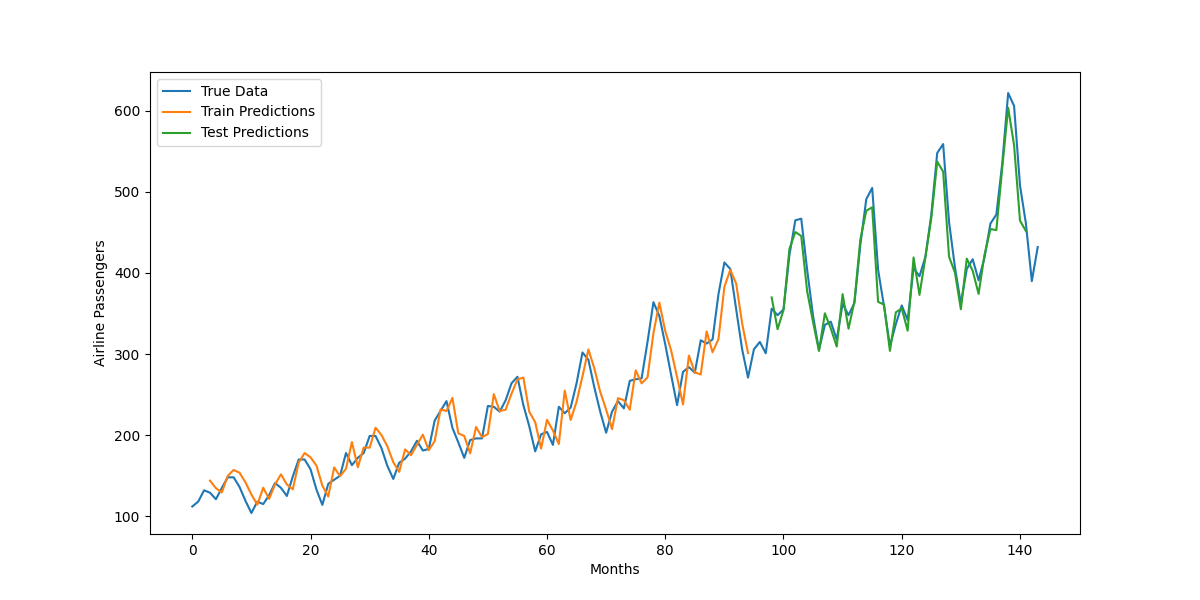 True Data
Train Predictions
Test Predictions
600
500
400
300
200
100
Airline Passengers
0 20 40 60 80 100 120 140
Months